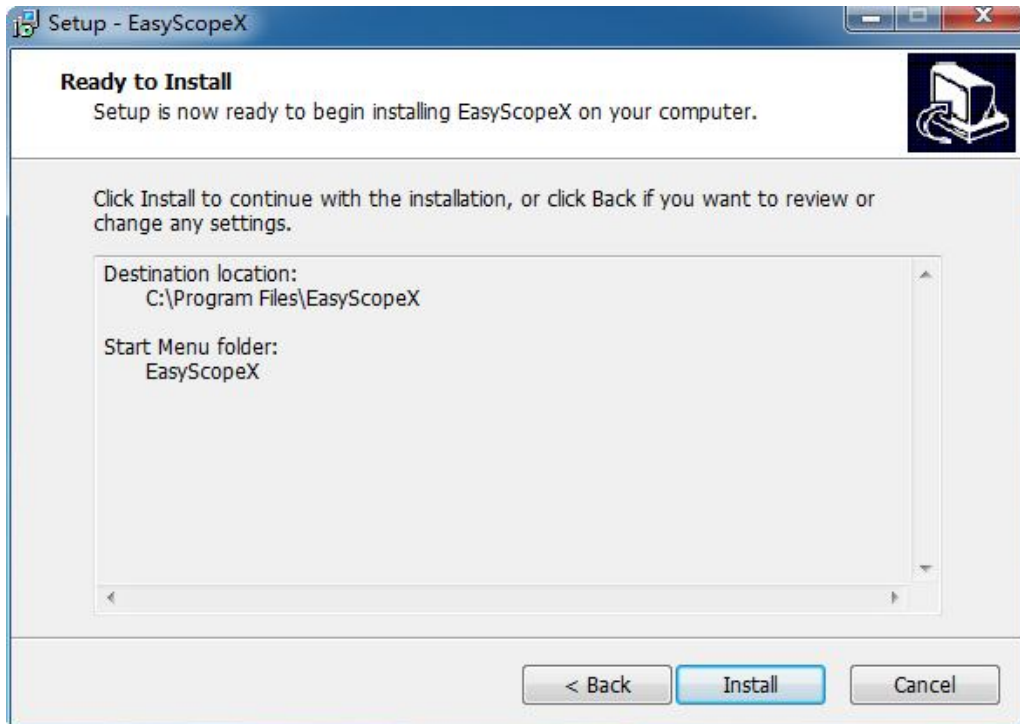 Setup - EasyScopeX
Ready to Install
Setup is now ready to begin installing EasyScopeX on your computer.
Click Install to continue with the installation, or click Back if you want to review or
change any settings.
Destination location:
C:\Program Files\EasyScopeX
Start Menu folder:
EasyScopeX
< Back
Install
Cancel